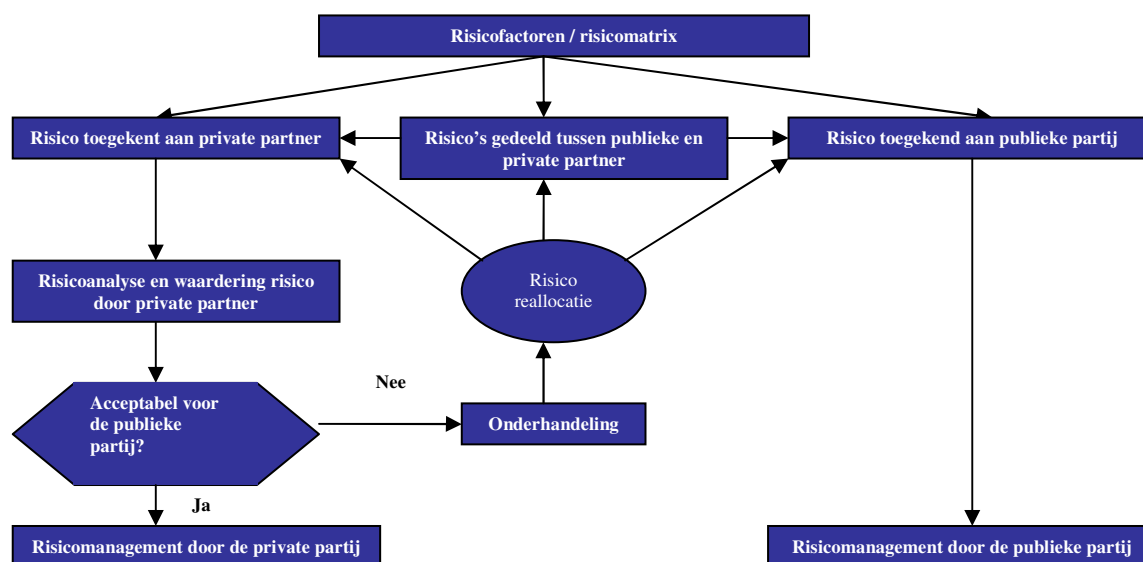 Risicofactoren / risicomatrix
Risico toegekent aan private partner
Risico's gedeeld tussen publieke en
private partner
Risico toegekend aan publieke partij
Risicoanalyse en waardering risico
door private partner
Risico
reallocatie
Nee
Acceptabel voor
de publieke
partij?
Onderhandeling
Ja
Risicomanagement door de private partij
Risicomanagement door de publieke partij